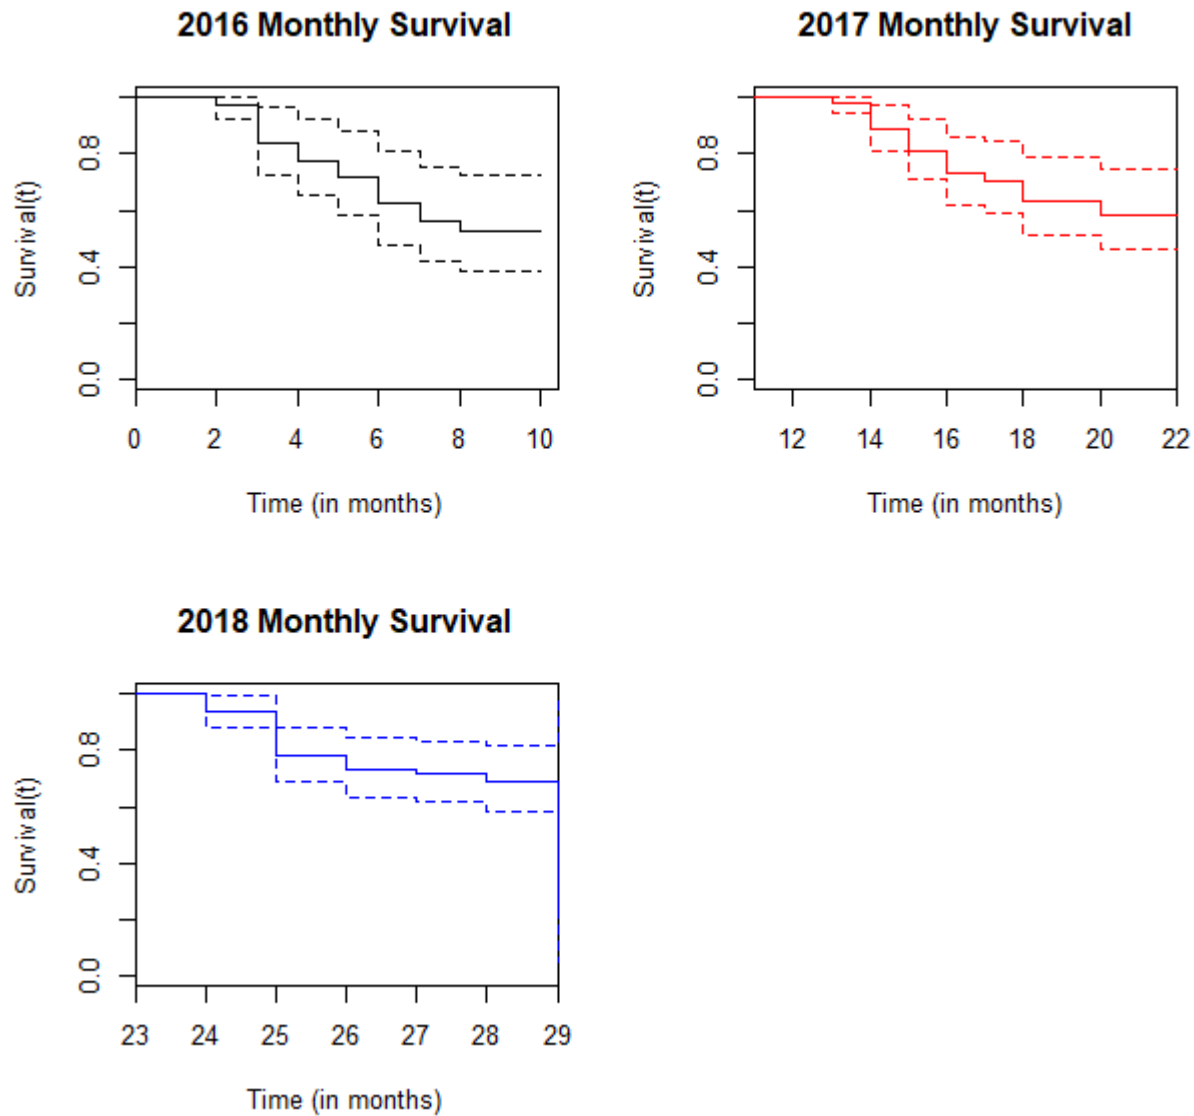 2016 Monthly Survival
Survival(t)
0.0 0.4 0.8
0 2 4 6 8 10
Time (in months)
2017 Monthly Survival
Survival(t)
0.0 0.4 0.8
12 14 16 18 20 22
Time (in months)
2018 Monthly Survival
Survival(t)
0.0 0.4 0.8
23 24 25 26 27 28 29
Time (in months)